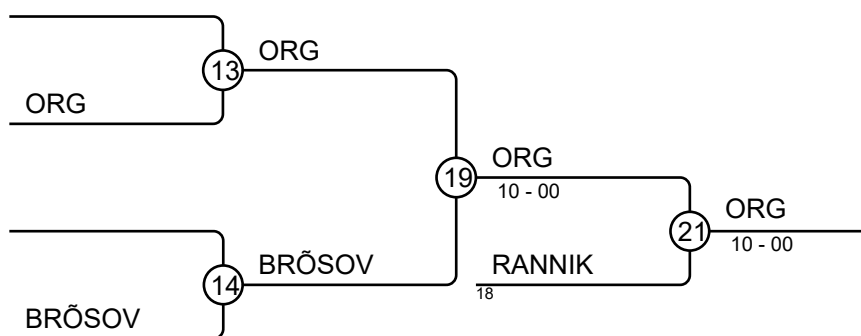 ORG
13
ORG
ORG
19
10 - 00
ORG
21
10 - 00
BRÕSOV
14
RANNIK
18
BRÕSOV